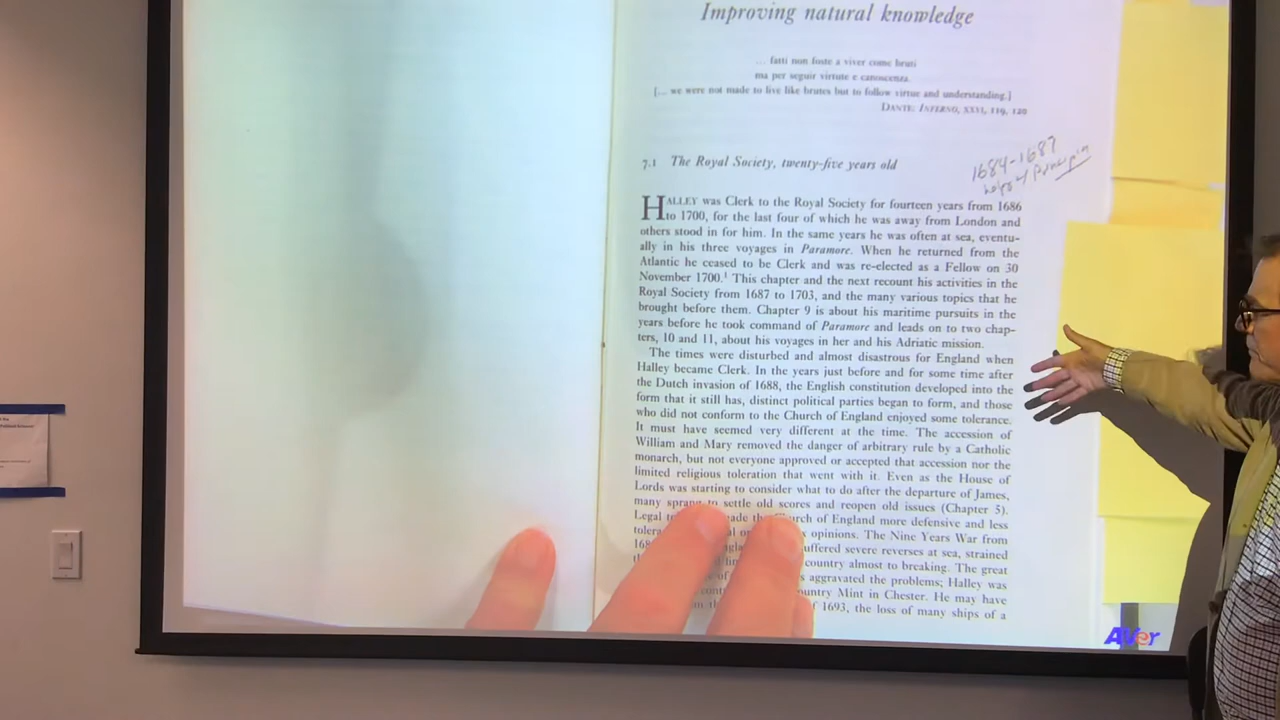 Improving natural knowledge
... fatti non foste a viver come bruti
ma per seguir virtute e canoscenza.
[... we were not made to live like brutes but to follow virtue and understanding.]
DANTE: INFERNO, XXVI, 119, 120
1684-1687
helps w/ Principia
7.1 The Royal Society, twenty-five years old
HALLEY was Clerk to the Royal Society for fourteen years from 1686
to 1700, for the last four of which he was away from London and
others stood in for him. In the same years he was often at sea, eventu-
ally in his three voyages in Paramore. When he returned from the
Atlantic he ceased to be Clerk and was re-elected as a Fellow on 30
November 1700.¹ This chapter and the next recount his activities in the
Royal Society from 1687 to 1703, and the many various topics that he
brought before them. Chapter 9 is about his maritime pursuits in the
years before he took command of Paramore and leads on to two chap-
ters, 10 and 11, about his voyages in her and his Adriatic mission.
The times were disturbed and almost disastrous for England when
Halley became Clerk. In the years just before and for some time after
the Dutch invasion of 1688, the English constitution developed into the
form that it still has, distinct political parties began to form, and those
who did not conform to the Church of England enjoyed some tolerance.
It must have seemed very different at the time. The accession of
William and Mary removed the danger of arbitrary rule by a Catholic
monarch, but not everyone approved or accepted that accession nor the
limited religious toleration that went with it. Even as the House of
Lords was starting to consider what to do after the departure of James,
many sprang to settle old scores and reopen old issues (Chapter 5).
Legal made the Church of England more defensive and less
opinions. The Nine Years War from
suffered severe reverses at sea, strained
country almost to breaking. The great
of aggravated the problems; Halley was
country Mint in Chester. He may have
of 1693, the loss of many ships of a
AVer